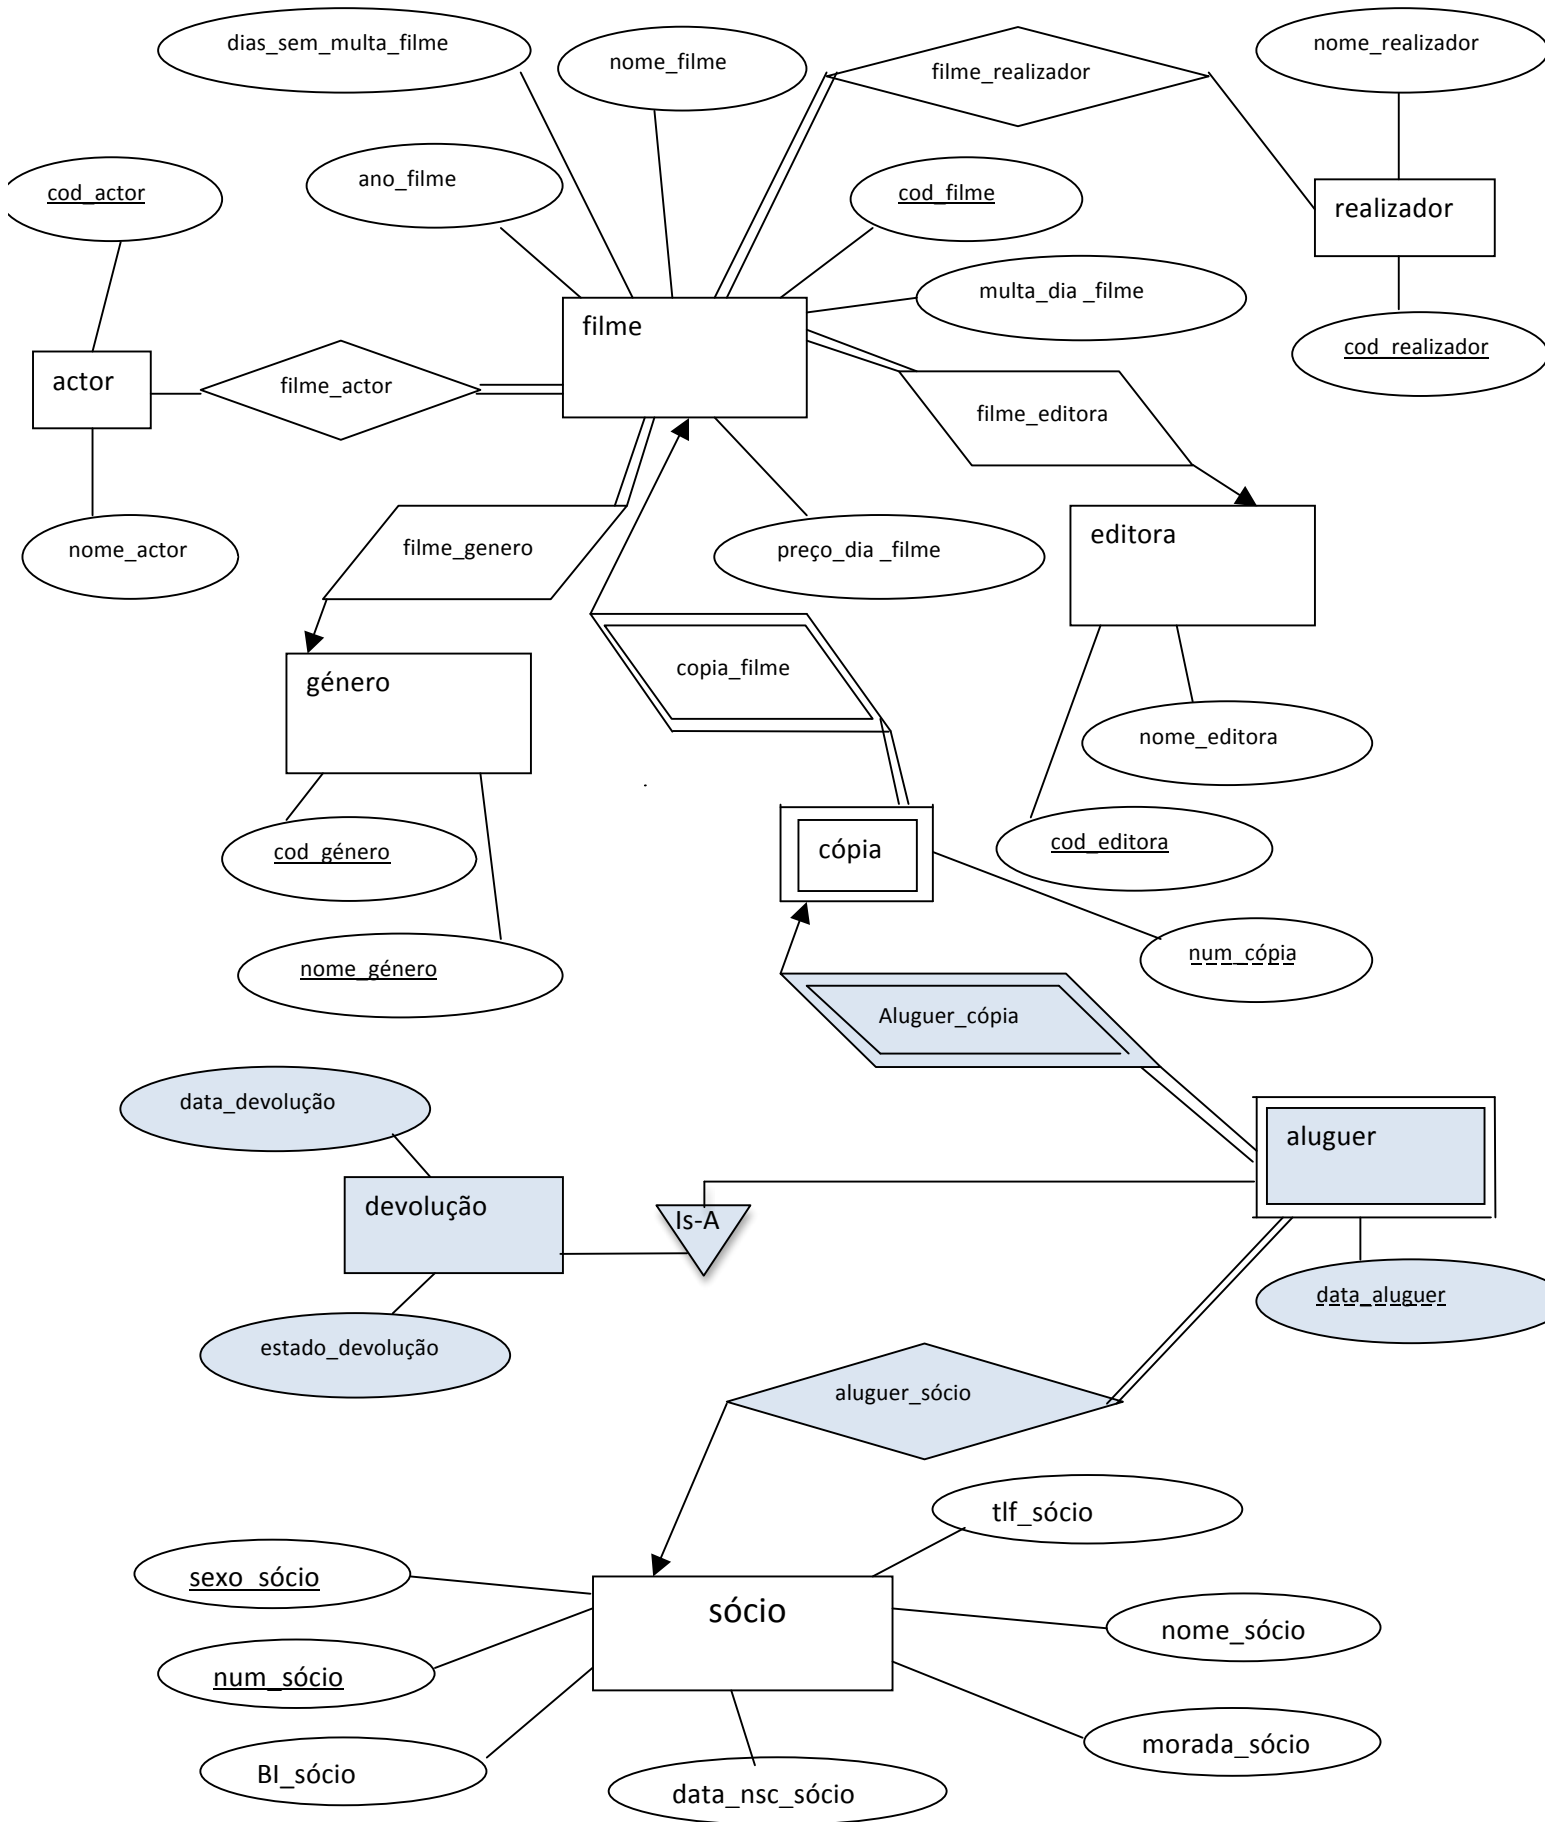 dias_sem_multa_filme
nome_filme
filme_realizador
nome_realizador
cod_actor
ano_filme
cod_filme
realizador
multa_dia _filme
filme
cod_realizador
actor
filme_actor
filme_editora
nome_actor
filme_genero
preço_dia _filme
editora
género
copia_filme
nome_editora
cod_género
cópia
cod_editora
nome_género
num_cópia
Aluguer_cópia
data_devolução
aluguer
devolução
Is-A
data_aluguer
estado_devolução
aluguer_sócio
tlf_sócio
sexo_sócio
sócio
nome_sócio
num_sócio
morada_sócio
BI_sócio
data_nsc_sócio